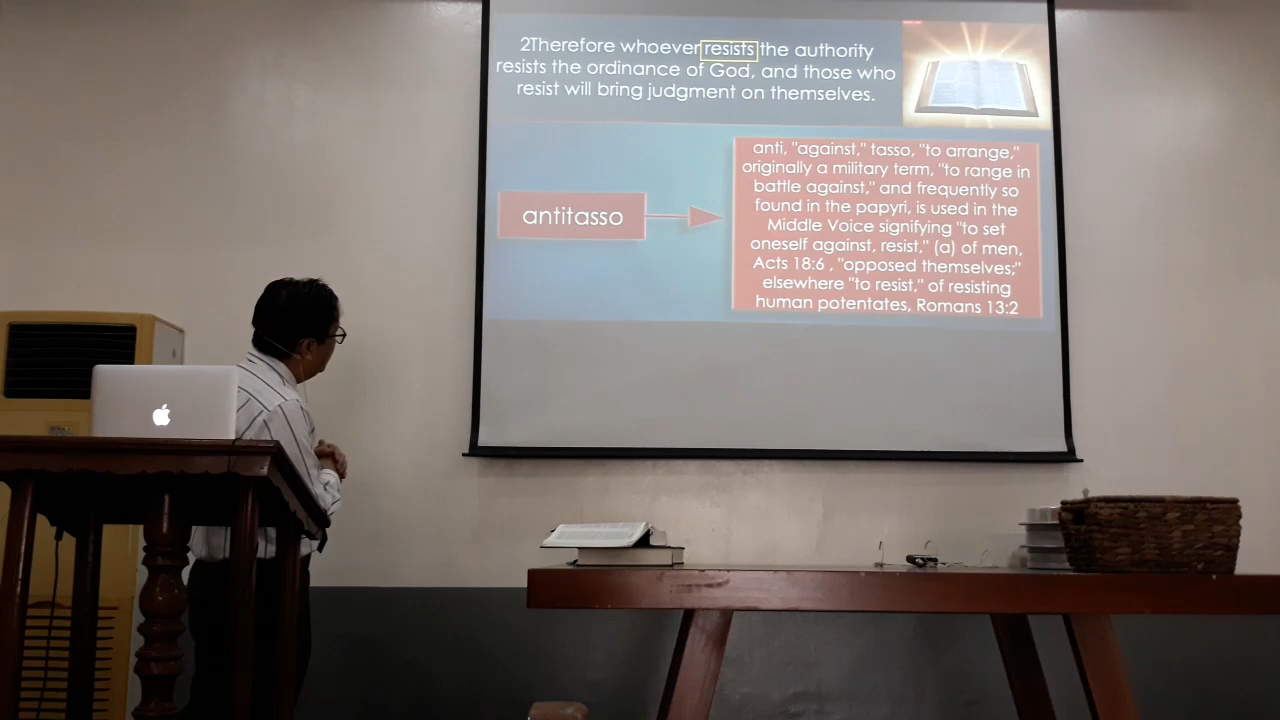 2Therefore whoever resists the authority
resists the ordinance of God, and those who
resist will bring judgment on themselves.
antitasso
anti, "against," tasso, "to arrange,"
originally a military term, "to range in
battle against," and frequently so
found in the papyri, is used in the
Middle Voice signifying "to set
oneself against, resist," (a) of men,
Acts 18:6 , "opposed themselves;"
elsewhere "to resist," of resisting
human potentates, Romans 13:2